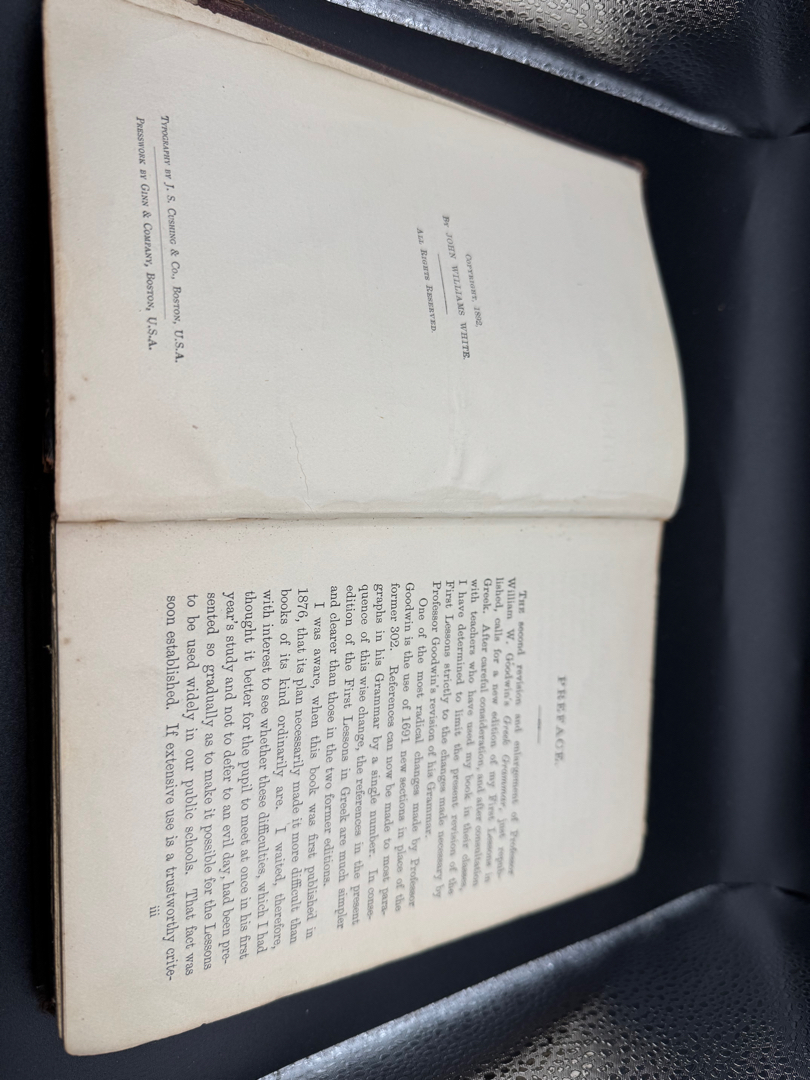 COPYRIGHT, 1892,
BY JOHN WILLIAMS WHITE.
ALL RIGHTS RESERVED.
TYPOGRAPHY BY J. S. CUSHING & CO., BOSTON, U.S.A.
PRESSWORK BY GINN & COMPANY, BOSTON, U.S.A.
PREFACE.
THE second revision and enlargement of Professor
William W. Goodwin's Greek Grammar, just repub-
lished, calls for a new edition of my First Lessons in
Greek. After careful consideration, and after consultation
with teachers who have used my book in their classes,
I have determined to limit the present revision of the
First Lessons strictly to the changes made necessary by
Professor Goodwin's revision of his Grammar.
One of the most radical changes made by Professor
Goodwin is the use of 1691 new sections in place of the
former 302. References can now be made to most para-
graphs in his Grammar by a single number. In conse-
quence of this wise change, the references in the present
edition of the First Lessons in Greek are much simpler
and clearer than those in the two former editions.
I was aware, when this book was first published in
1876, that its plan necessarily made it more difficult than
books of its kind ordinarily are. I waited, therefore,
with interest to see whether these difficulties, which I had
thought it better for the pupil to meet at once in his first
year's study and not to defer to an evil day, had been pre-
sented so gradually as to make it possible for the Lessons
to be used widely in our public schools. That fact was
soon established. If extensive use is a trustworthy crite-
iii